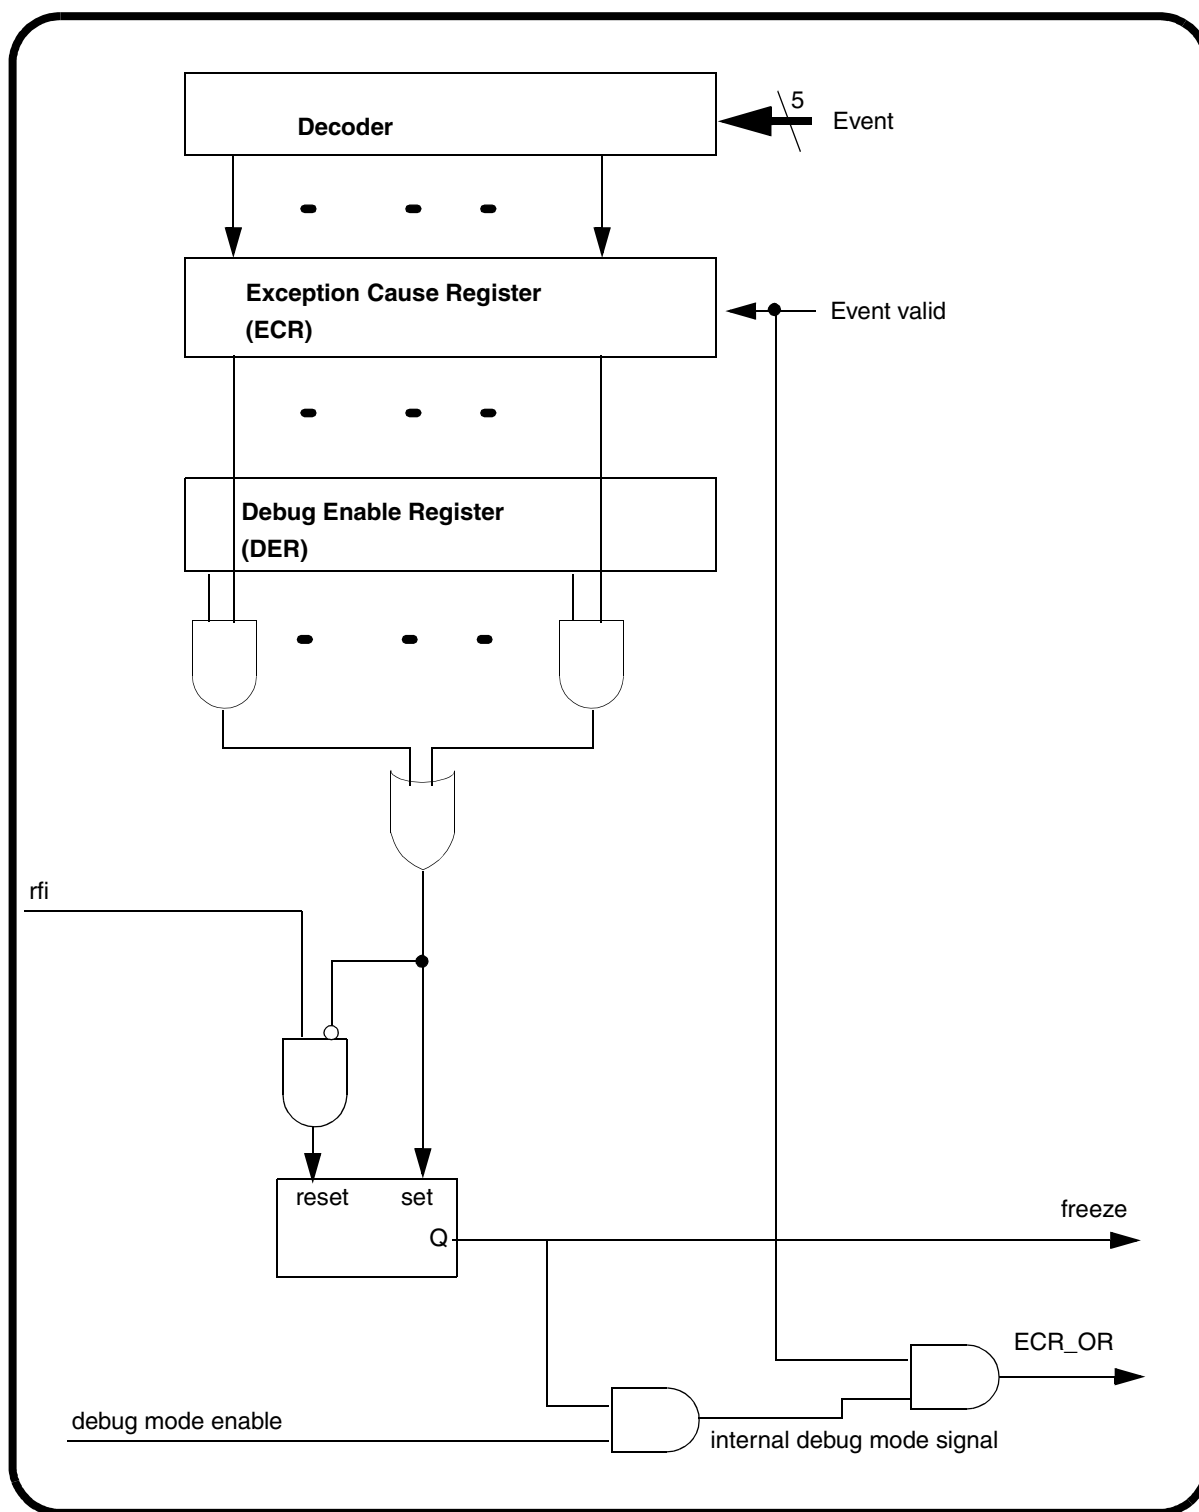 5
Decoder
Event
Exception Cause Register
(ECR)
Event valid
Debug Enable Register
(DER)
rfi
reset set
Q
freeze
ECR_OR
debug mode enable
internal debug mode signal